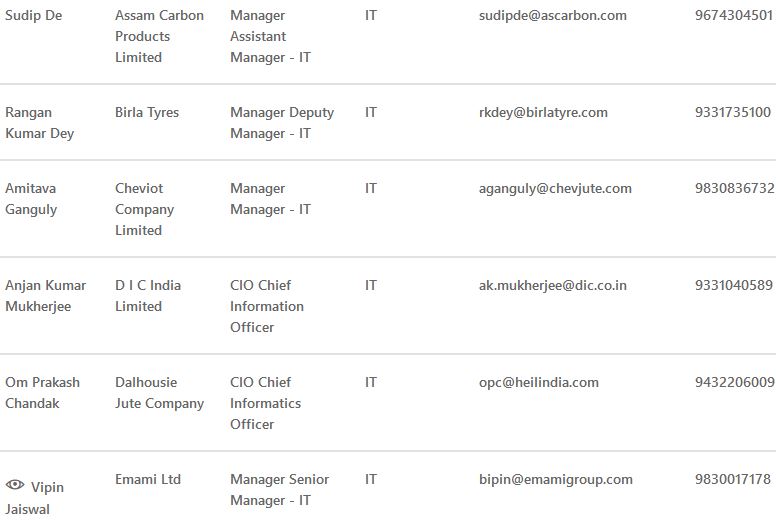 Sudip De Assam Carbon Manager IT sudipde@ascarbon.com 9674304501
Products Assistant
Limited Manager - IT
Rangan Birla Tyres Manager Deputy IT rkdey@birlatyre.com 9331735100
Kumar Dey Manager - IT
Amitava Cheviot Manager IT aganguly@chevjute.com 9830836732
Ganguly Company Manager - IT
Limited
Anjan Kumar D I C India CIO Chief IT ak.mukherjee@dic.co.in 9331040589
Mukherjee Limited Information
Officer
Om Prakash Dalhousie CIO Chief IT opc@heilindia.com 9432206009
Chandak Jute Company Informatics
Officer
Vipin Emami Ltd Manager Senior IT bipin@emamigroup.com 9830017178
Jaiswal Manager - IT